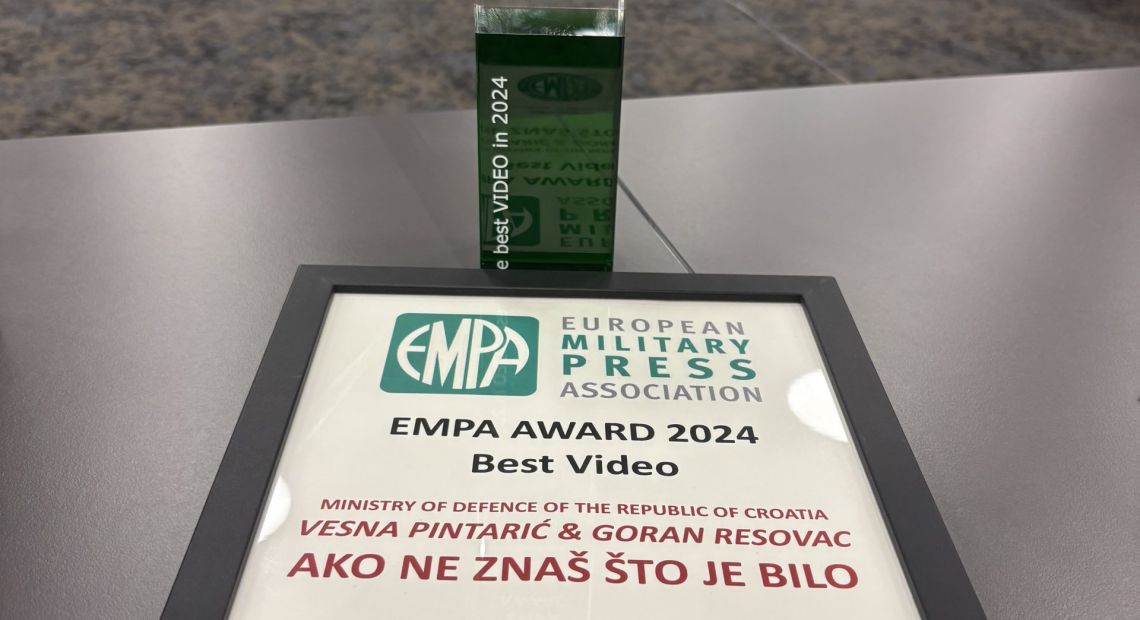 e best VIDEO in 2024
EMPA
EUROPEAN
MILITARY
PRESS
ASSOCIATION
EMPA AWARD 2024
Best Video
MINISTRY OF DEFENCE OF THE REPUBLIC OF CROATIA
VESNA PINTARIĆ & GORAN RESOVAC
AKO NE ZNAŠ ŠTO JE BILO